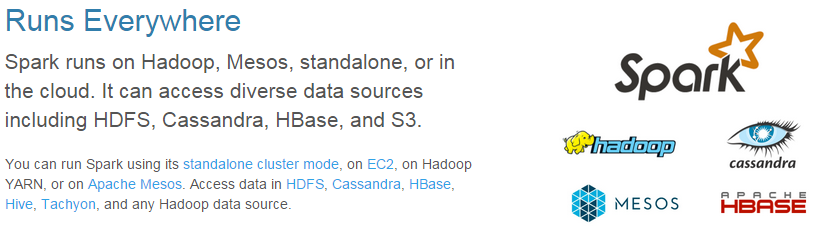 Runs Everywhere
Spark runs on Hadoop, Mesos, standalone, or in
the cloud. It can access diverse data sources
including HDFS, Cassandra, HBase, and S3.
You can run Spark using its standalone cluster mode, on EC2, on Hadoop
YARN, or on Apache Mesos. Access data in HDFS, Cassandra, HBase,
Hive, Tachyon, and any Hadoop data source.
Spark
hadoop
cassandra
MESOS
APACHE
HBASE